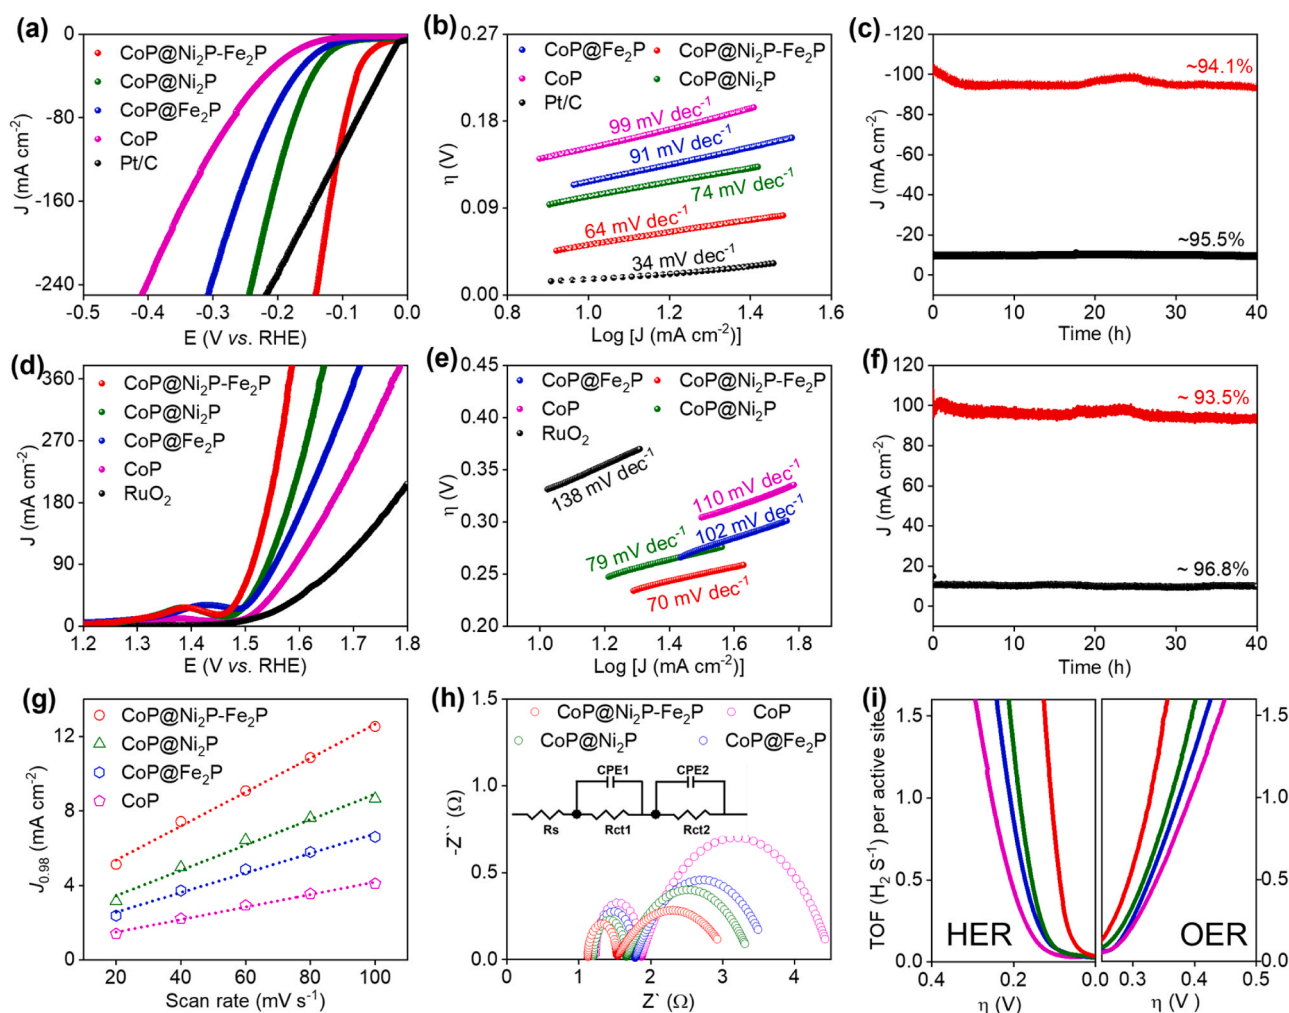 (a)
CoP@Ni₂P-Fe₂P
CoP@Ni₂P
CoP@Fe₂P
CoP
Pt/C
0
-80
-160
-240
J (mA cm⁻²)
-0.5 -0.4 -0.3 -0.2 -0.1 0.0
E (V vs. RHE)
(b)
CoP@Fe₂P CoP@Ni₂P-Fe₂P
CoP CoP@Ni₂P
Pt/C
99 mV dec⁻¹
91 mV dec⁻¹
74 mV dec⁻¹
64 mV dec⁻¹
34 mV dec⁻¹
0.27
0.18
0.09
0.00
η (V)
0.8 1.0 1.2 1.4 1.6
Log [J (mA cm⁻²)]
(c)
-120
-100
-80
-60
-40
-20
0
J (mA cm⁻²)
~94.1%
~95.5%
0 10 20 30 40
Time (h)
(d)
CoP@Ni₂P-Fe₂P
CoP@Ni₂P
CoP@Fe₂P
CoP
RuO₂
360
270
180
90
0
J (mA cm⁻²)
1.2 1.3 1.4 1.5 1.6 1.7 1.8
E (V vs. RHE)
(e)
CoP@Fe₂P CoP@Ni₂P-Fe₂P
CoP CoP@Ni₂P
RuO₂
138 mV dec⁻¹
110 mV dec⁻¹
102 mV dec⁻¹
79 mV dec⁻¹
70 mV dec⁻¹
0.45
0.40
0.35
0.30
0.25
0.20
η (V)
1.0 1.2 1.4 1.6 1.8
Log [J (mA cm⁻²)]
(f)
120
100
80
60
40
20
0
J (mA cm⁻²)
~ 93.5%
~ 96.8%
0 10 20 30 40
Time (h)
(g)
CoP@Ni₂P-Fe₂P
CoP@Ni₂P
CoP@Fe₂P
CoP
12
8
4
0
J₀.₉₈ (mA cm⁻²)
20 40 60 80 100
Scan rate (mV s⁻¹)
(h)
CoP@Ni₂P-Fe₂P CoP
CoP@Ni₂P CoP@Fe₂P
CPE1 CPE2
Rs Rct1 Rct2
1.5
1.0
0.5
0.0
-Z`` (Ω)
0 1 2 3 4
Z` (Ω)
(i)
1.5
1.0
0.5
0.0
TOF (H₂ S⁻¹) per active site
HER
OER
1.5
1.0
0.5
0.0
0.4 0.2 0.0 0.3 0.4 0.5
η (V) η (V )